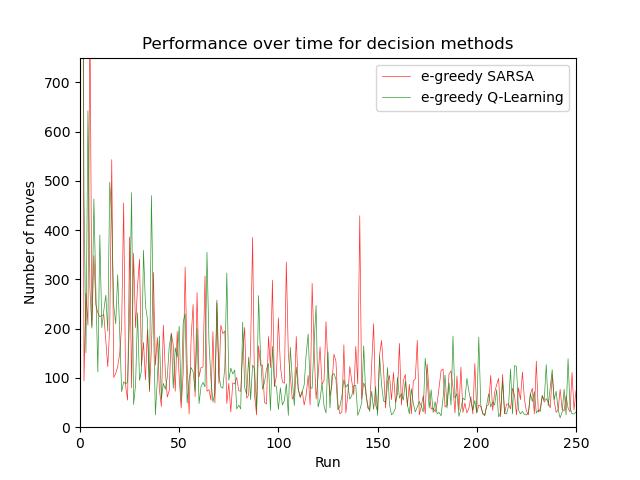 Performance over time for decision methods
e-greedy SARSA
e-greedy Q-Learning
Number of moves
700
600
500
400
300
200
100
0
0 50 100 150 200 250
Run